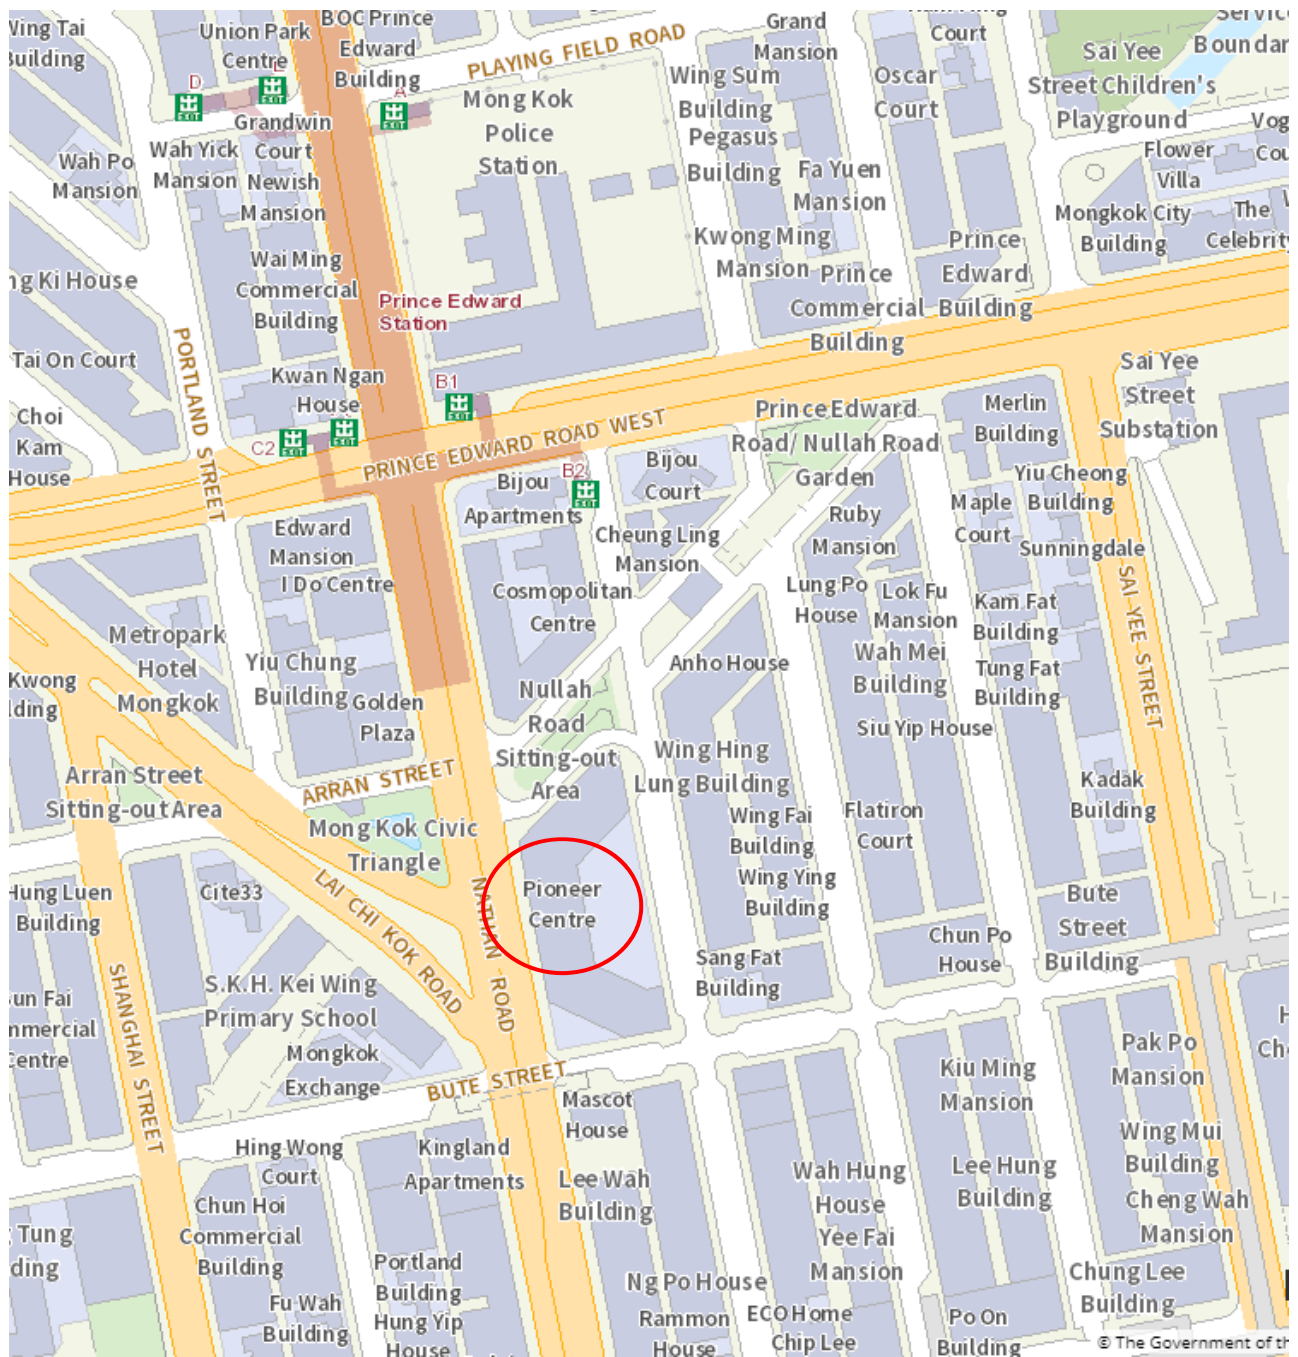 Wing Tai
Building
Union Park
Centre
BOC Prince
Edward
Building
PLAYING FIELD ROAD
Grand
Mansion
Court
Sai Yee
Street Children's
Playground
D
A
EXIT
EXIT
EXIT
Grandwin
Court
Mong Kok
Police
Station
Wing Sum
Building
Pegasus
Building
Oscar
Court
Wah Po
Mansion
Wah Yick
Mansion
Newish
Mansion
Fa Yuen
Mansion
Flower
Villa
Mongkok City
Building
The
Celebrity
Wai Ming
Commercial
Building
Kwong Ming
Mansion
Prince
Commercial
Building
Prince
Edward
Building
ng Ki House
Prince Edward
Station
Tai On Court
PORTLAND STREET
Kwan Ngan
House
B1
EXIT
EXIT
C2
EXIT
Choi
Kam
House
PRINCE EDWARD ROAD WEST
Prince Edward
Road/ Nullah Road
Garden
Merlin
Building
Sai Yee
Street
Substation
Bijou
Apartments
B2
EXIT
Bijou
Court
Yiu Cheong
Building
Edward
Mansion
I Do Centre
Cheung Ling
Mansion
Ruby
Mansion
Maple
Court
Sunningdale
SAI YEE STREET
Cosmopolitan
Centre
Lung Po
House
Lok Fu
Mansion
Kam Fat
Building
Metropark
Hotel
Mongkok
Yiu Chung
Building
Golden
Plaza
Anho House
Wah Mei
Building
Tung Fat
Building
Kwong
Nullah
Road
Sitting-out
Area
Siu Yip House
Arran Street
Sitting-out Area
ARRAN STREET
Wing Hing
Lung Building
Kadak
Building
Mong Kok Civic
Triangle
Wing Fai
Building
Flatiron
Court
Hung Luen
Building
Cite33
LAI CHI KOK ROAD
NATHAN ROAD
Pioneer
Centre
Wing Ying
Building
Bute
Street
Building
Sang Fat
Building
Chun Po
House
SHANGHAI STREET
S.K.H. Kei Wing
Primary School
Mongkok
Exchange
BUTE STREET
Mascot
House
Kiu Ming
Mansion
Pak Po
Mansion
Hing Wong
Court
Kingland
Apartments
Lee Wah
Building
Wah Hung
House
Lee Hung
Building
Wing Mui
Building
Chun Hoi
Commercial
Building
Yee Fai
Mansion
Cheng Wah
Mansion
Tung
Portland
Building
Ng Po House
Chung Lee
Building
Fu Wah
Building
Hung Yip
House
Rammon
House
ECO Home
Chip Lee
Po On
Building
© The Government of th